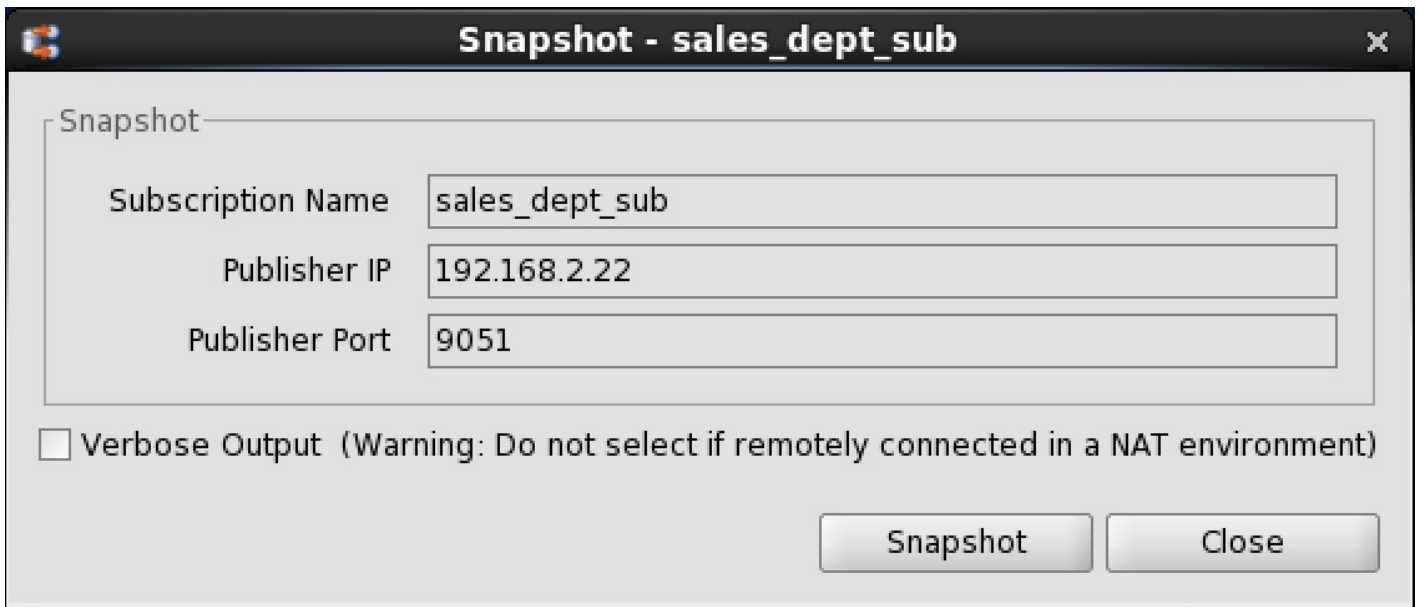 Snapshot - sales_dept_sub
Snapshot
Subscription Name sales_dept_sub
Publisher IP 192.168.2.22
Publisher Port 9051
Verbose Output (Warning: Do not select if remotely connected in a NAT environment)
Snapshot Close